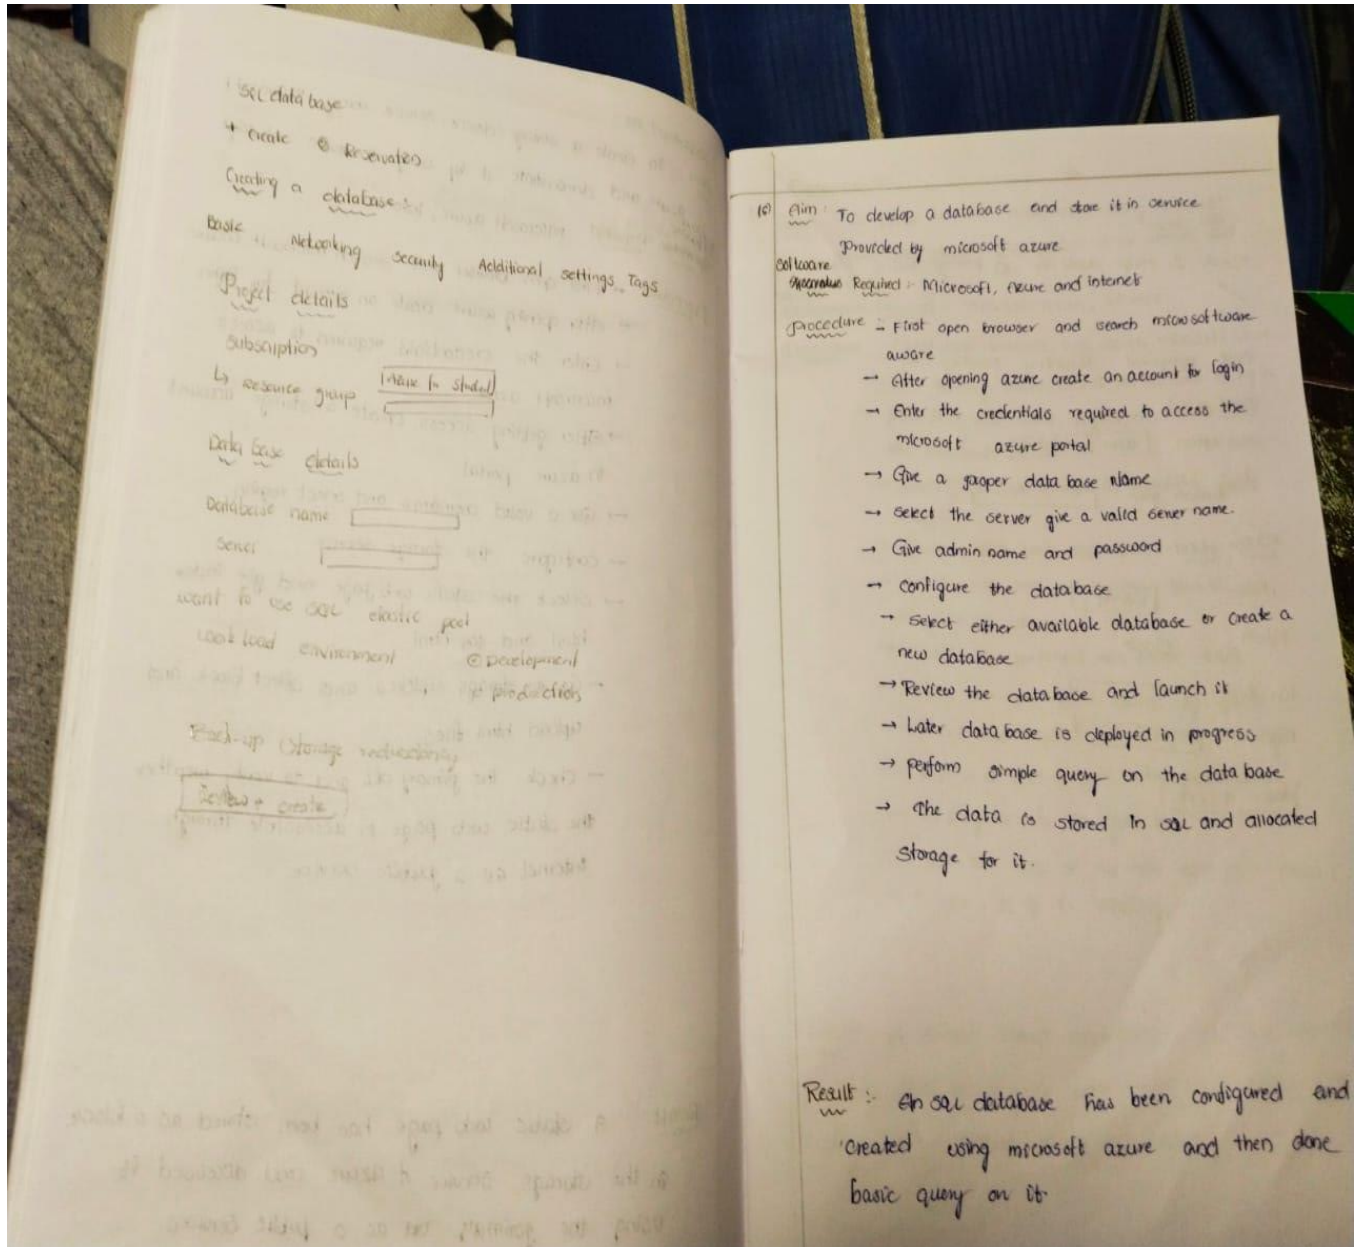 SQL data base
+ create Reservation
Creating a database :
Basic Networking security Additional settings Tags
Project details
subscription
↳ resource group
Data base details
Database name
Server
want to use SQL elastic pool
work load environment development
production
Back-up storage redundancy
Review + create
10) Aim : To develop a database and store it in service
Provided by microsoft azure
software
Apparatus Required :- Microsoft, Azure and internet
procedure :- First open browser and search microsoftware
aware
→ After opening azure create an account for login
→ Enter the credentials required to access the
microsoft azure portal
→ Give a proper data base Name
→ select the server give a valid server name.
→ Give admin name and password
→ configure the database
→ select either available database or create a
new database
→ Review the database and launch it
→ Later database is deployed in progress
→ perform simple query on the data base
→ The data is stored in SQL and allocated
storage for it.
Result :- An SQL database has been configured and
created using microsoft azure and then done
basic query on it.